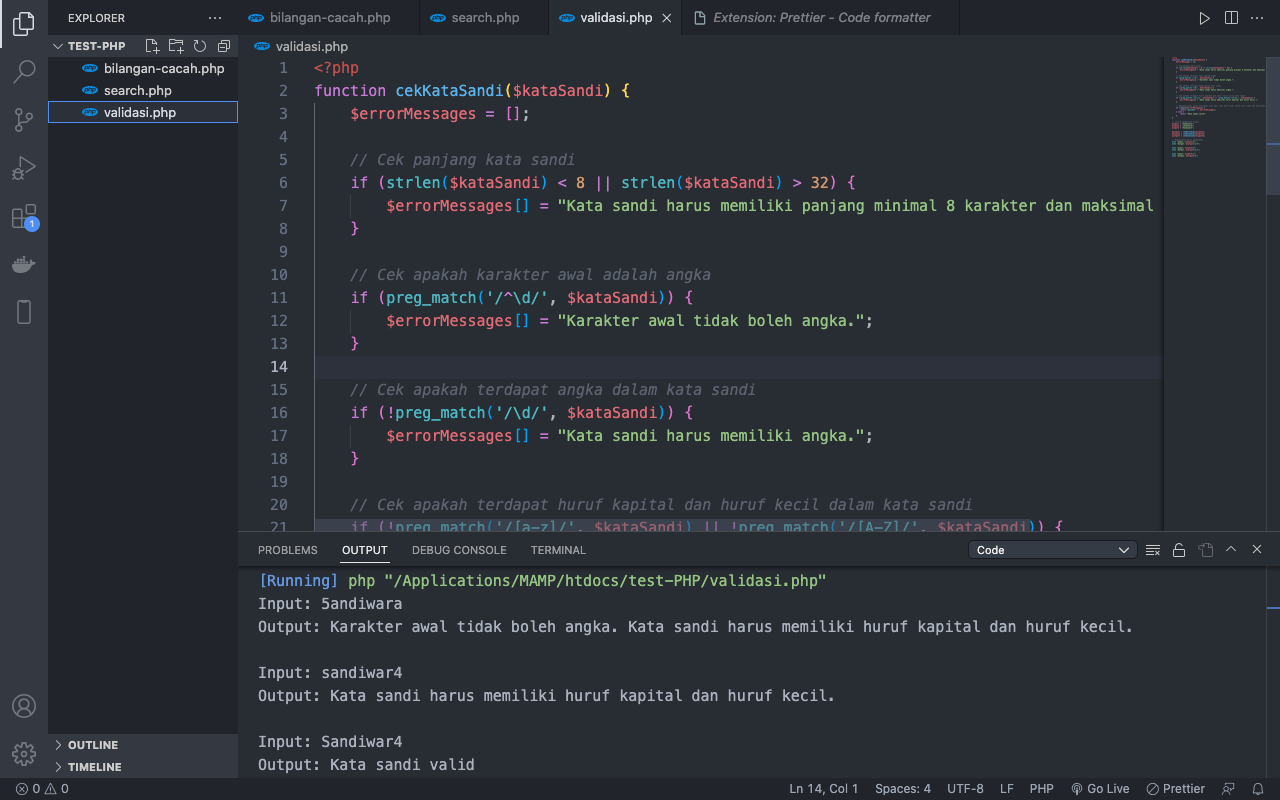 EXPLORER
TEST-PHP
bilangan-cacah.php
search.php
validasi.php
OUTLINE
TIMELINE
1
bilangan-cacah.php
search.php
validasi.php
Extension: Prettier - Code formatter
validasi.php
1 <?php
2 function cekKataSandi($kataSandi) {
3 $errorMessages = [];
4
5 // Cek panjang kata sandi
6 if (strlen($kataSandi) < 8 || strlen($kataSandi) > 32) {
7 $errorMessages[] = "Kata sandi harus memiliki panjang minimal 8 karakter dan maksimal
8 }
9
10 // Cek apakah karakter awal adalah angka
11 if (preg_match('/^\d/', $kataSandi)) {
12 $errorMessages[] = "Karakter awal tidak boleh angka.";
13 }
14
15 // Cek apakah terdapat angka dalam kata sandi
16 if (!preg_match('/\d/', $kataSandi)) {
17 $errorMessages[] = "Kata sandi harus memiliki angka.";
18 }
19
20 // Cek apakah terdapat huruf kapital dan huruf kecil dalam kata sandi
21 if (!preg_match('/[a-z]/', $kataSandi) || !preg_match('/[A-Z]/', $kataSandi)) {
PROBLEMS OUTPUT DEBUG CONSOLE TERMINAL Code
[Running] php "/Applications/MAMP/htdocs/test-PHP/validasi.php"
Input: 5andiwara
Output: Karakter awal tidak boleh angka. Kata sandi harus memiliki huruf kapital dan huruf kecil.
Input: sandiwar4
Output: Kata sandi harus memiliki huruf kapital dan huruf kecil.
Input: Sandiwar4
Output: Kata sandi valid
0 0 Ln 14, Col 1 Spaces: 4 UTF-8 LF PHP Go Live Prettier